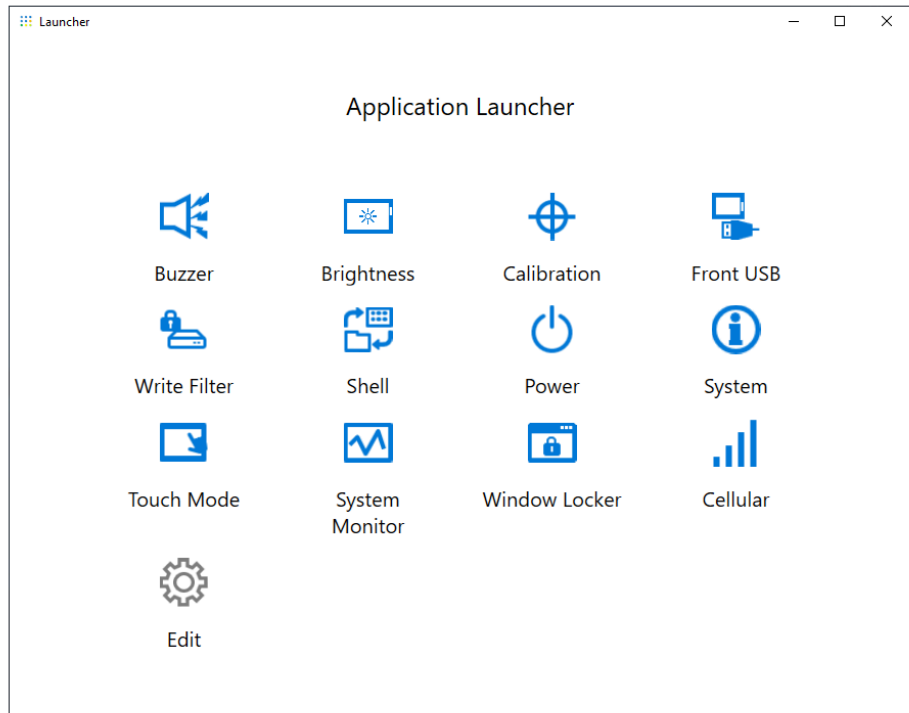 Launcher
Application Launcher
Buzzer
Brightness
Calibration
Front USB
Write Filter
Shell
Power
System
Touch Mode
System
Monitor
Window Locker
Cellular
Edit